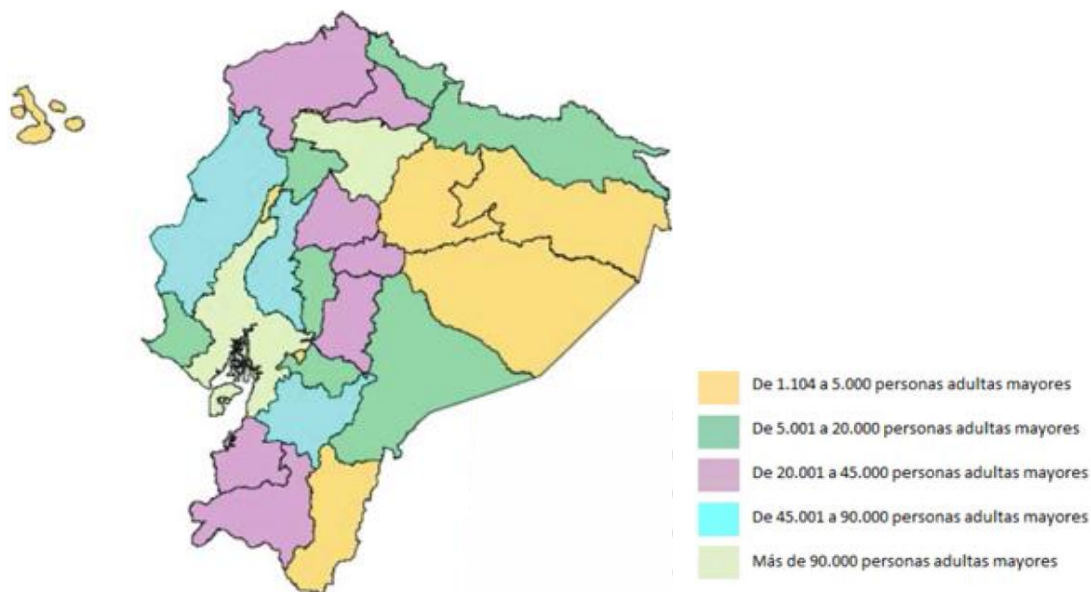 De 1.104 a 5.000 personas adultas mayores
De 5.001 a 20.000 personas adultas mayores
De 20.001 a 45.000 personas adultas mayores
De 45.001 a 90.000 personas adultas mayores
Más de 90.000 personas adultas mayores